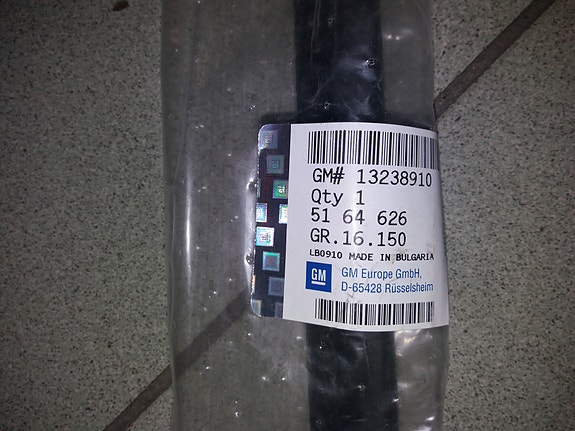 GM# 13238910
Qty 1
51 64 626
GR.16.150
LB0910 MADE IN BULGARIA
GM
GM Europe GmbH,
D-65428 Rüsselsheim